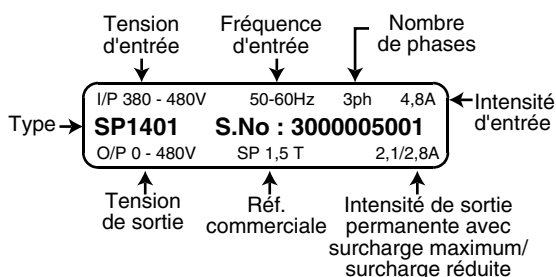 Tension
d'entrée
Fréquence
d'entrée
Nombre
de phases
I/P 380 - 480V 50-60Hz 3ph 4,8A
Intensité
d'entrée
Type
SP1401 S.No : 3000005001
O/P 0 - 480V SP 1,5 T 2,1/2,8A
Tension
de sortie
Réf.
commerciale
Intensité de sortie
permanente avec
surcharge maximum/
surcharge réduite